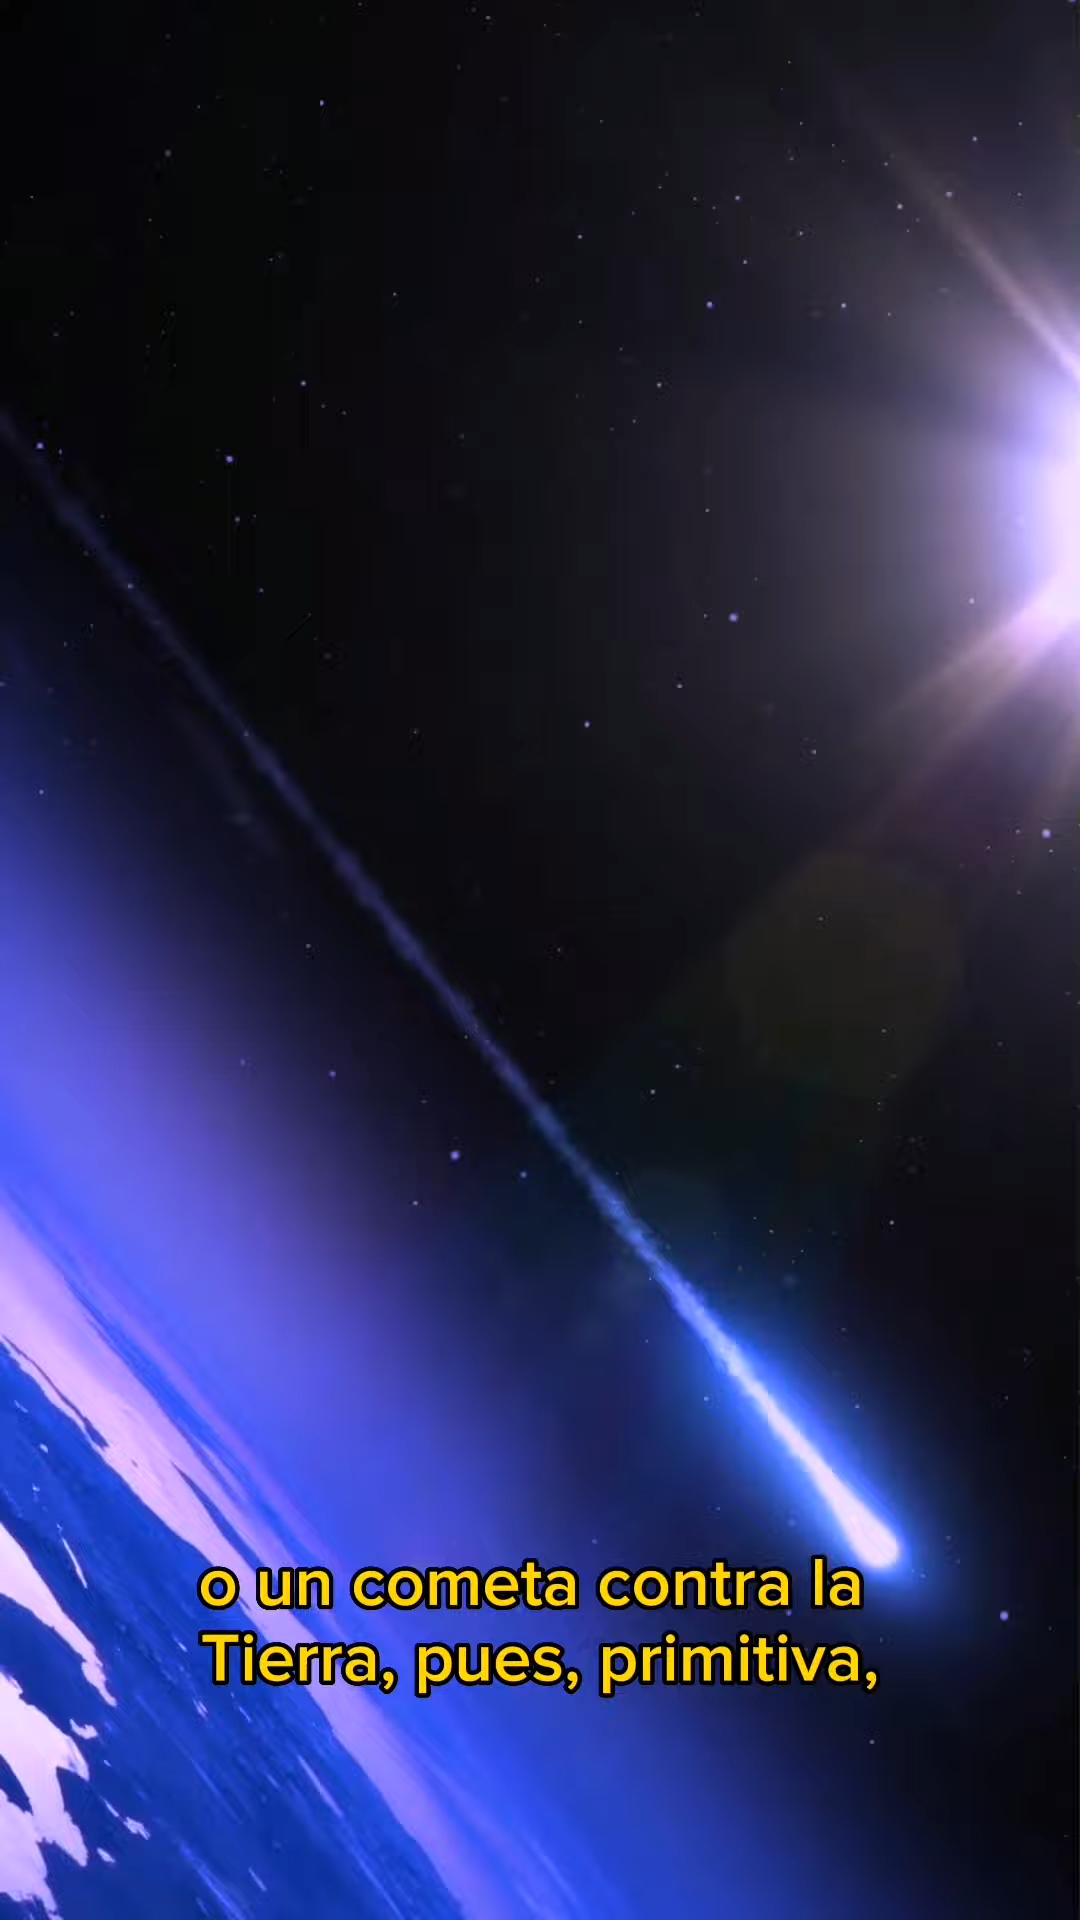 o un cometa contra la
Tierra, pues, primitiva,